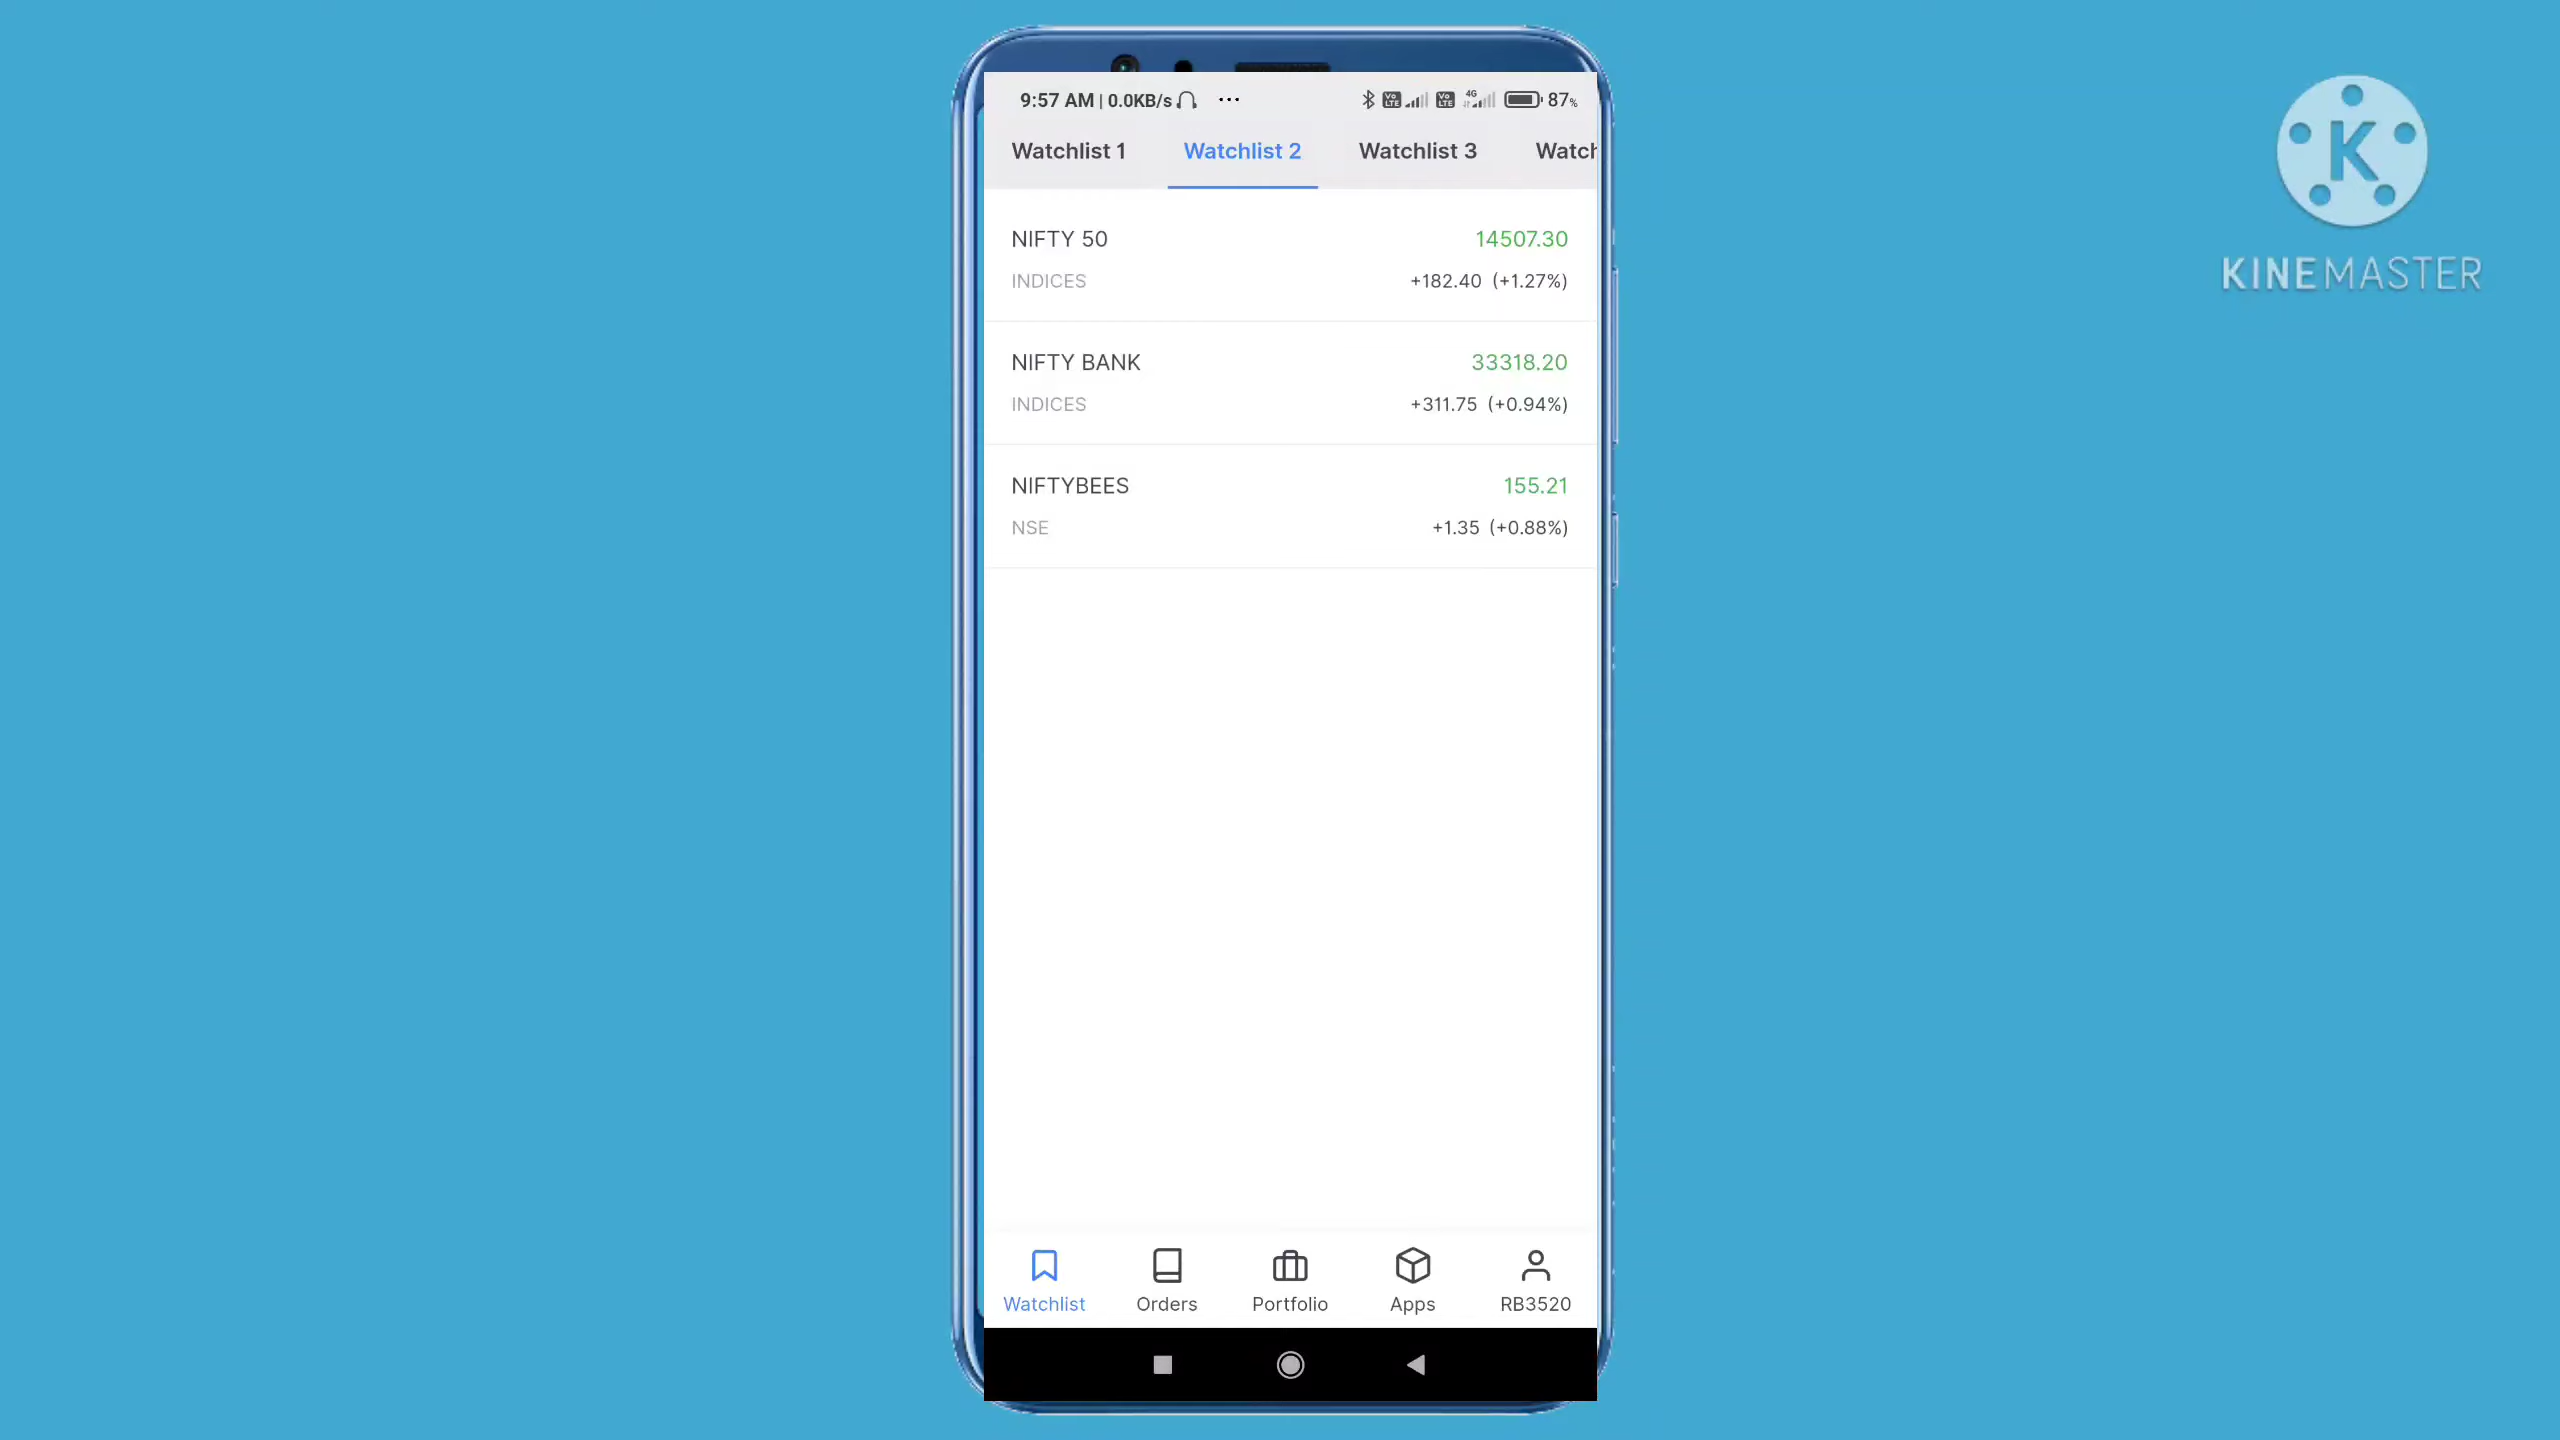 9:57 AM | 0.0KB/s ... 4G 87%
Watchlist 1 Watchlist 2 Watchlist 3 Watch
NIFTY 50 14507.30
INDICES +182.40 (+1.27%)
NIFTY BANK 33318.20
INDICES +311.75 (+0.94%)
NIFTYBEES 155.21
NSE +1.35 (+0.88%)
Watchlist Orders Portfolio Apps RB3520
K
KINEMASTER